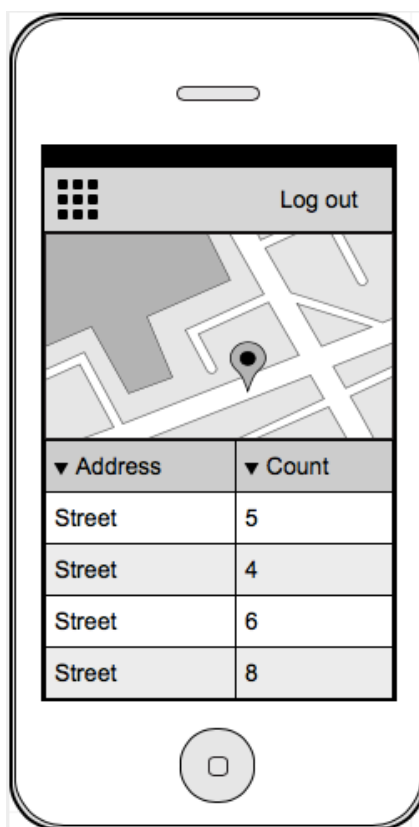 Log out
▼ Address ▼ Count
Street 5
Street 4
Street 6
Street 8